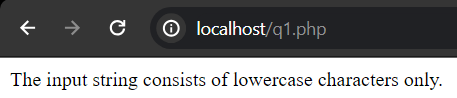 localhost/q1.php
The input string consists of lowercase characters only.